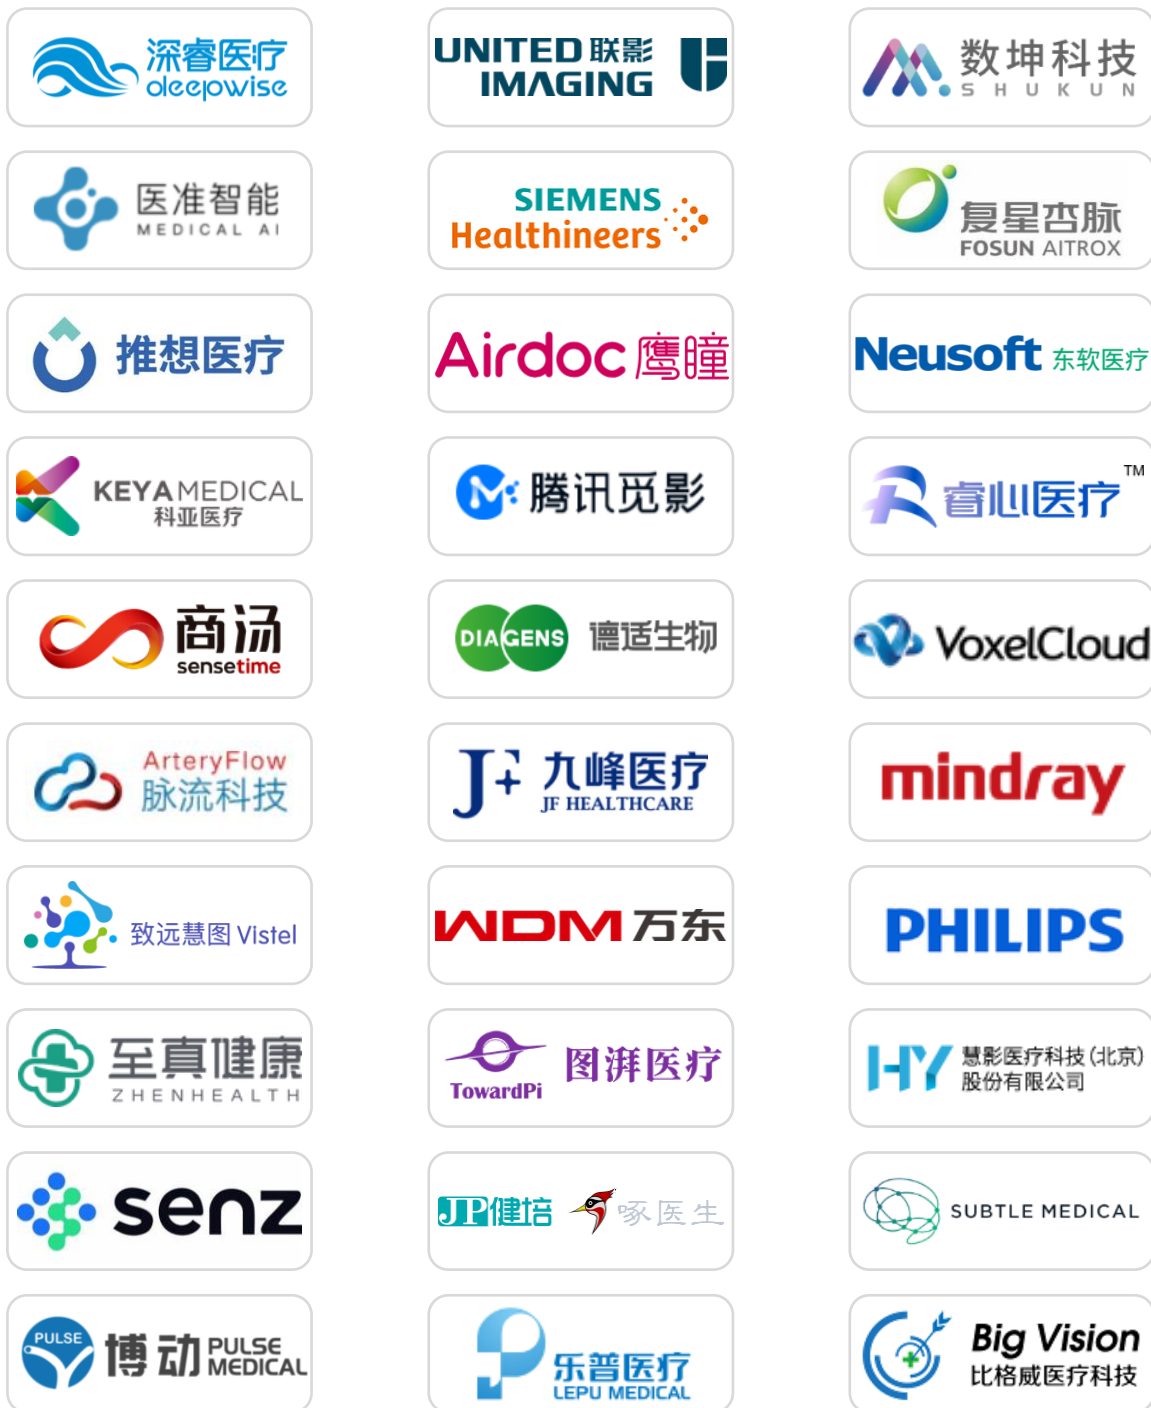 深睿医疗
deepwise
UNITED 联影
IMAGING
数坤科技
SHUKUN
医准智能
MEDICAL AI
SIEMENS
Healthineers
复星杏脉
FOSUN AITROX
推想医疗
Airdoc 鹰瞳
Neusoft 东软医疗
KEYA MEDICAL
科亚医疗
腾讯觅影
睿心医疗 TM
商汤
sensetime
DIAGENS 德适生物
VoxelCloud
ArteryFlow
脉流科技
J+ 九峰医疗
JF HEALTHCARE
mindray
致远慧图 Vistel
WDM 万东
PHILIPS
至真健康
ZHENHEALTH
TowardPi
图湃医疗
HY 慧影医疗科技(北京)
股份有限公司
senz
JP健培 啄医生
SUBTLE MEDICAL
PULSE 博动 PULSE
MEDICAL
乐普医疗
LEPU MEDICAL
Big Vision
比格威医疗科技